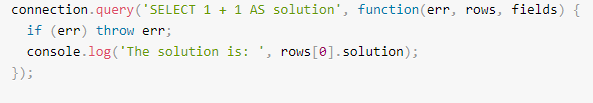 connection.query('SELECT 1 + 1 AS solution', function(err, rows, fields) {
  if (err) throw err;
  console.log('The solution is: ', rows[0].solution);
});